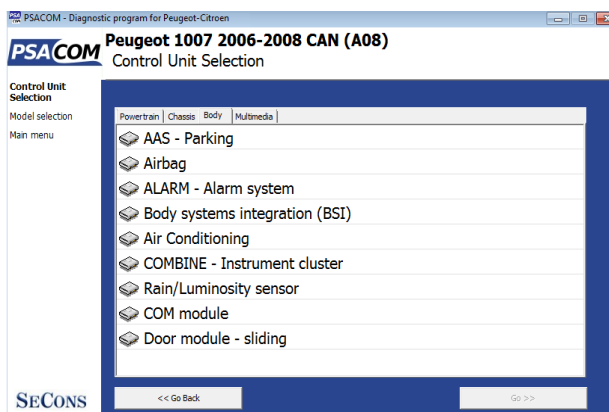 PSACOM - Diagnostic program for Peugeot-Citroen
PSACOM
Peugeot 1007 2006-2008 CAN (A08)
Control Unit Selection
Control Unit
Selection
Model selection
Main menu
Powertrain Chassis Body Multimedia
AAS - Parking
Airbag
ALARM - Alarm system
Body systems integration (BSI)
Air Conditioning
COMBINE - Instrument cluster
Rain/Luminosity sensor
COM module
Door module - sliding
SECONS
<< Go Back
Go >>